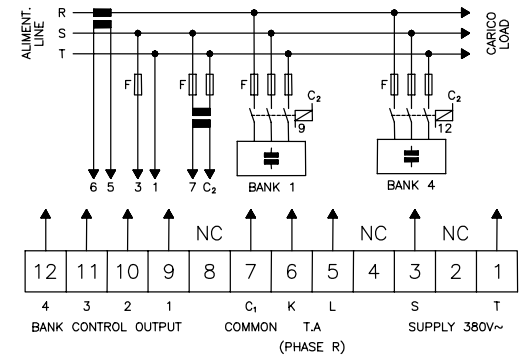 ALIMENT.
LINE
R
S
T
CARICO
LOAD
F
F
F
F
C2
9
C2
12
6 5 3 1 7 C2
BANK 1
BANK 4
NC
NC
NC
12 11 10 9 8 7 6 5 4 3 2 1
4 3 2 1 C1 K L S T
BANK CONTROL OUTPUT COMMON T.A SUPPLY 380V~
(PHASE R)